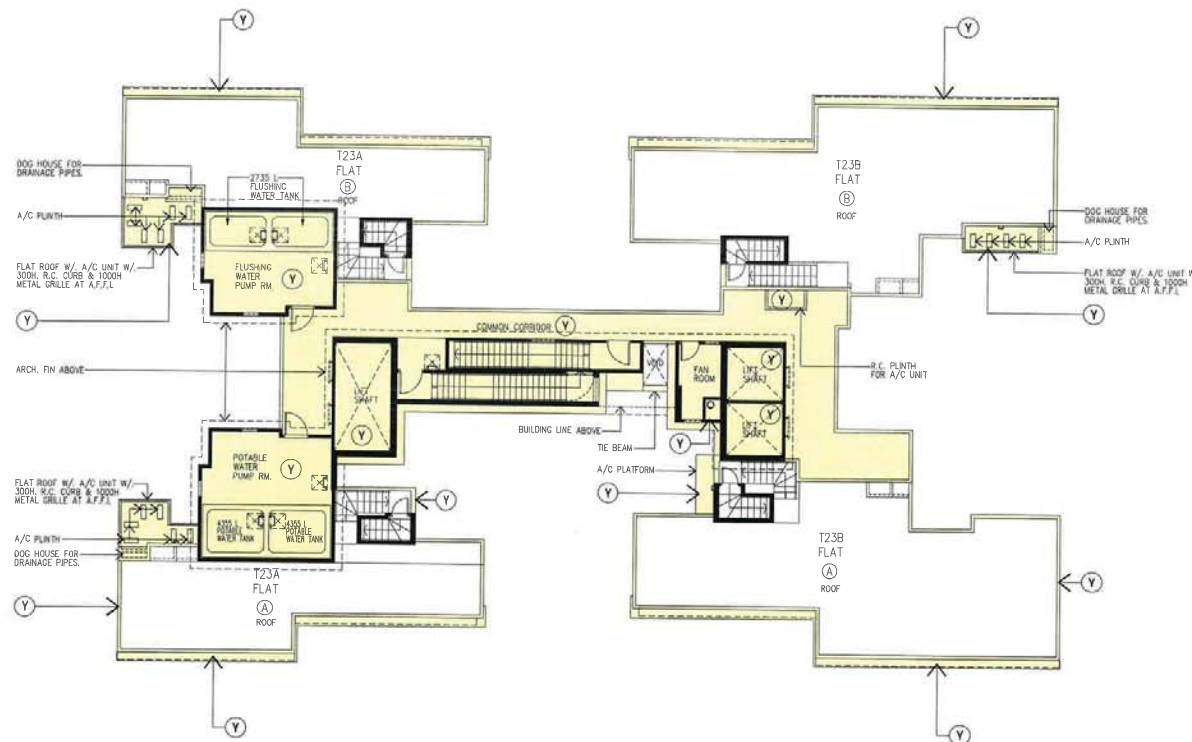 Y
Y
T23A
FLAT
B
ROOF
T23B
FLAT
B
ROOF
DOG HOUSE FOR
DRAINAGE PIPES.
2735 L
FLUSHING
WATER TANK
A/C PLINTH
FLAT ROOF W/. A/C UNIT W/.
300H. R.C. CURB & 1000H
METAL GRILLE AT A.F.F.L
Y
FLUSHING
WATER
PUMP RM.
Y
DOG HOUSE FOR
DRAINAGE PIPES.
A/C PLINTH
FLAT ROOF W/. A/C UNIT W
300H. R.C. CURB & 1000H
METAL GRILLE AT A.F.F.L
Y
Y
COMMON CORRIDOR
Y
ARCH. FIN ABOVE
LIFT
SHAFT
Y
VOID
FAN
ROOM
LIFT
SHAFT
Y
LIFT
SHAFT
Y
R.C. PLINTH
FOR A/C UNIT
BUILDING LINE ABOVE
TIE BEAM
Y
A/C PLATFORM
Y
POTABLE
WATER
PUMP RM.
Y
FLAT ROOF W/. A/C UNIT W/.
300H. R.C. CURB & 1000H
METAL GRILLE AT A.F.F.L
Y
A/C PLINTH
DOG HOUSE FOR
DRAINAGE PIPES.
4355 L
POTABLE
WATER TANK
4355 L
POTABLE
WATER TANK
T23A
FLAT
A
ROOF
Y
T23B
FLAT
A
ROOF
Y
Y
Y